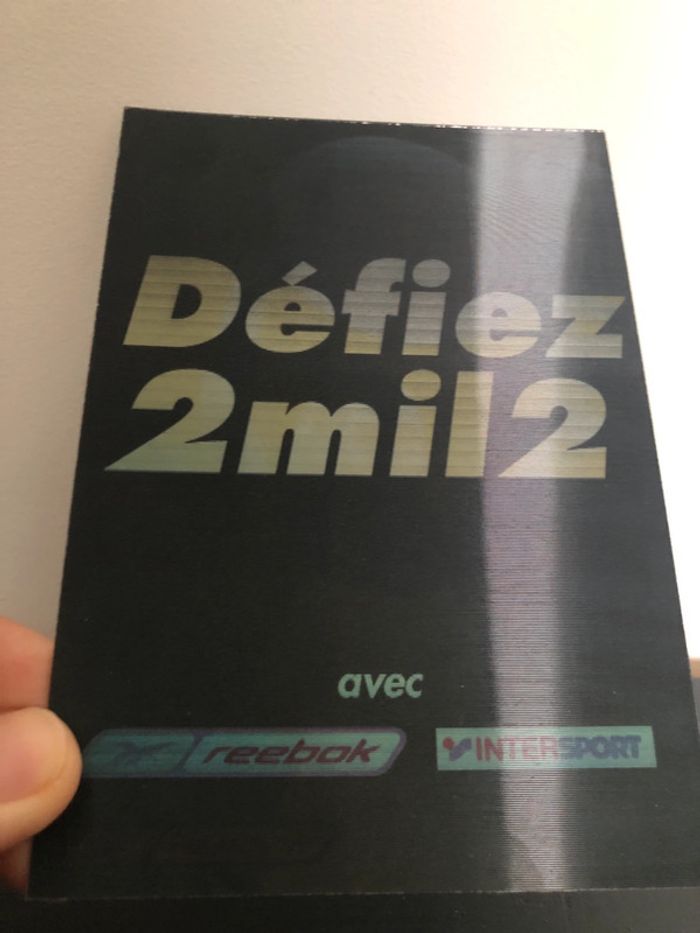 Défiez
2mil2
avec
reebok INTERSPORT